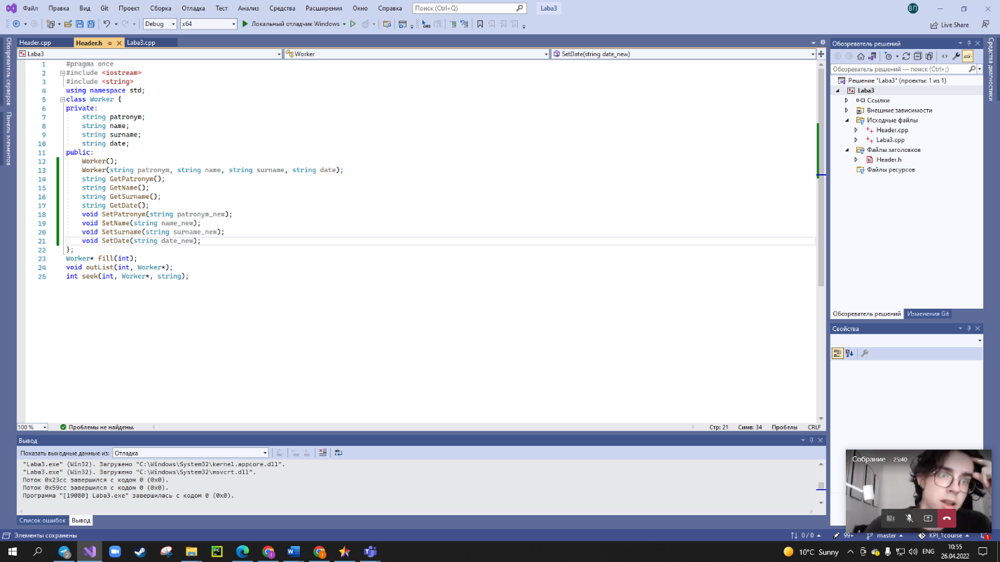 Файл Правка Вид Git Проект Сборка Отладка Тест Анализ Средства Расширения Окно Справка Поиск (Ctrl+Q) Laba3 ВП
Debug x64 Локальный отладчик Windows Live Share
Обозреватель серверов
Панель элементов
Header.cpp Header.h Laba3.cpp
Laba3 Worker SetDate(string date_new)
1 #pragma once
2 #include <iostream>
3 #include <string>
4 using namespace std;
5 class Worker {
6 private:
7 string patronym;
8 string name;
9 string surname;
10 string date;
11 public:
12 Worker();
13 Worker(string patronym, string name, string surname, string date);
14 string GetPatronym();
15 string GetName();
16 string GetSurname();
17 string GetDate();
18 void SetPatronym(string patronym_new);
19 void SetName(string name_new);
20 void SetSurname(string surname_new);
21 void SetDate(string date_new);
22 };
23 Worker* fill(int);
24 void outList(int, Worker*);
25 int seek(int, Worker*, string);
100 % Проблемы не найдены. Стр: 21 Симв: 34 Пробелы CRLF
Вывод
Показать выходные данные из: Отладка
"Laba3.exe" (Win32). Загружено "C:\Windows\System32\kernel.appcore.dll".
"Laba3.exe" (Win32). Загружено "C:\Windows\System32\msvcrt.dll".
Поток 0x23cc завершился с кодом 0 (0x0).
Поток 0x59cc завершился с кодом 0 (0x0).
Программа "[19080] Laba3.exe" завершилась с кодом 0 (0x0).
Список ошибок Вывод
Обозреватель решений
Обозреватель решений — поиск (Ctrl+;)
Решение "Laba3" (проекты: 1 из 1)
Laba3
Ссылки
Внешние зависимости
Исходные файлы
Header.cpp
Laba3.cpp
Файлы заголовков
Header.h
Файлы ресурсов
Обозреватель решений Изменения Git
Свойства
Средства диагностики
Собрание 25:40
Элементы сохранены 0 / 0 99+ master KPI_1course 1
PC
10°C Sunny ENG 10:55
26.04.2022